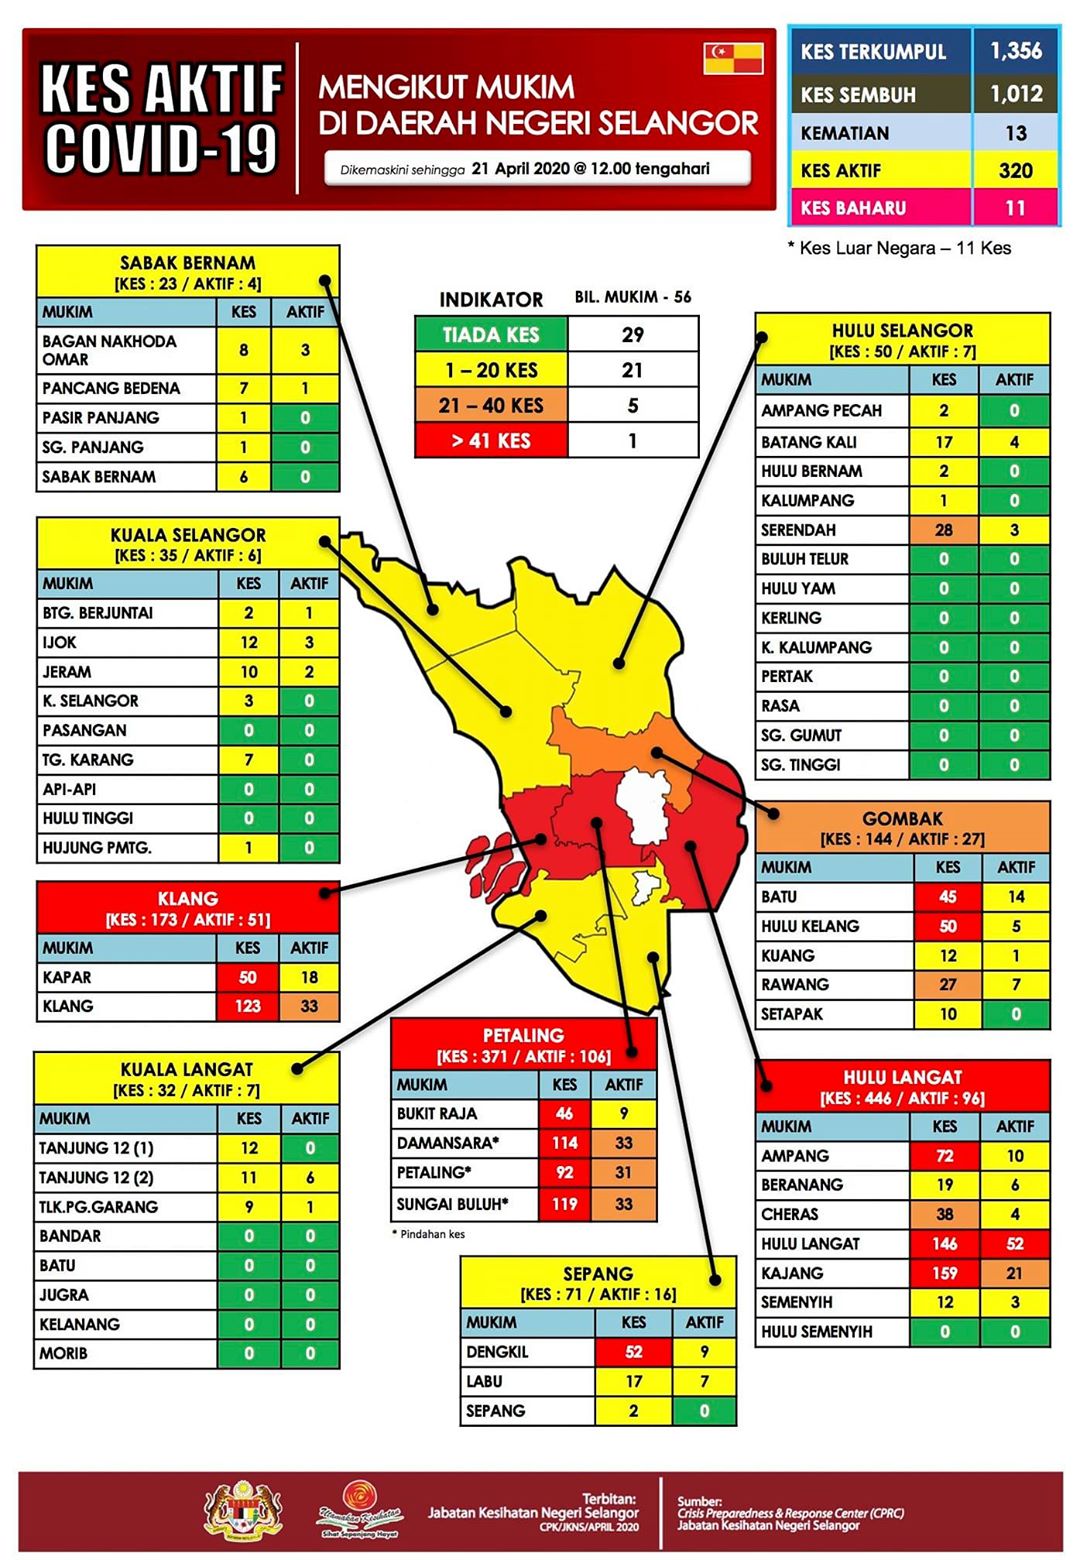 KES AKTIF
COVID-19
MENGIKUT MUKIM
DI DAERAH NEGERI SELANGOR
Dikemaskini sehingga 21 April 2020 @ 12.00 tengahari
KES TERKUMPUL 1,356
KES SEMBUH 1,012
KEMATIAN 13
KES AKTIF 320
KES BAHARU 11
* Kes Luar Negara – 11 Kes
SABAK BERNAM
[KES : 23 / AKTIF : 4]
MUKIM KES AKTIF
BAGAN NAKHODA
OMAR 8 3
PANCANG BEDENA 7 1
PASIR PANJANG 1 0
SG. PANJANG 1 0
SABAK BERNAM 6 0
INDIKATOR BIL. MUKIM - 56
TIADA KES 29
1 – 20 KES 21
21 – 40 KES 5
> 41 KES 1
HULU SELANGOR
[KES : 50 / AKTIF : 7]
MUKIM KES AKTIF
AMPANG PECAH 2 0
BATANG KALI 17 4
HULU BERNAM 2 0
KALUMPANG 1 0
SERENDAH 28 3
BULUH TELUR 0 0
HULU YAM 0 0
KERLING 0 0
K. KALUMPANG 0 0
PERTAK 0 0
RASA 0 0
SG. GUMUT 0 0
SG. TINGGI 0 0
KUALA SELANGOR
[KES : 35 / AKTIF : 6]
MUKIM KES AKTIF
BTG. BERJUNTAI 2 1
IJOK 12 3
JERAM 10 2
K. SELANGOR 3 0
PASANGAN 0 0
TG. KARANG 7 0
API-API 0 0
HULU TINGGI 0 0
HUJUNG PMTG. 1 0
GOMBAK
[KES : 144 / AKTIF : 27]
MUKIM KES AKTIF
BATU 45 14
HULU KELANG 50 5
KUANG 12 1
RAWANG 27 7
SETAPAK 10 0
KLANG
[KES : 173 / AKTIF : 51]
MUKIM KES AKTIF
KAPAR 50 18
KLANG 123 33
PETALING
[KES : 371 / AKTIF : 106]
MUKIM KES AKTIF
BUKIT RAJA 46 9
DAMANSARA* 114 33
PETALING* 92 31
SUNGAI BULUH* 119 33
* Pindahan kes
KUALA LANGAT
[KES : 32 / AKTIF : 7]
MUKIM KES AKTIF
TANJUNG 12 (1) 12 0
TANJUNG 12 (2) 11 6
TLK.PG.GARANG 9 1
BANDAR 0 0
BATU 0 0
JUGRA 0 0
KELANANG 0 0
MORIB 0 0
HULU LANGAT
[KES : 446 / AKTIF : 96]
MUKIM KES AKTIF
AMPANG 72 10
BERANANG 19 6
CHERAS 38 4
HULU LANGAT 146 52
KAJANG 159 21
SEMENYIH 12 3
HULU SEMENYIH 0 0
SEPANG
[KES : 71 / AKTIF : 16]
MUKIM KES AKTIF
DENGKIL 52 9
LABU 17 7
SEPANG 2 0
Utamakan Kesihatan
Sihat Sepanjang Hayat
Terbitan:
Jabatan Kesihatan Negeri Selangor
CPK/JKNS/APRIL 2020
Sumber:
Crisis Preparedness & Response Center (CPRC)
Jabatan Kesihatan Negeri Selangor